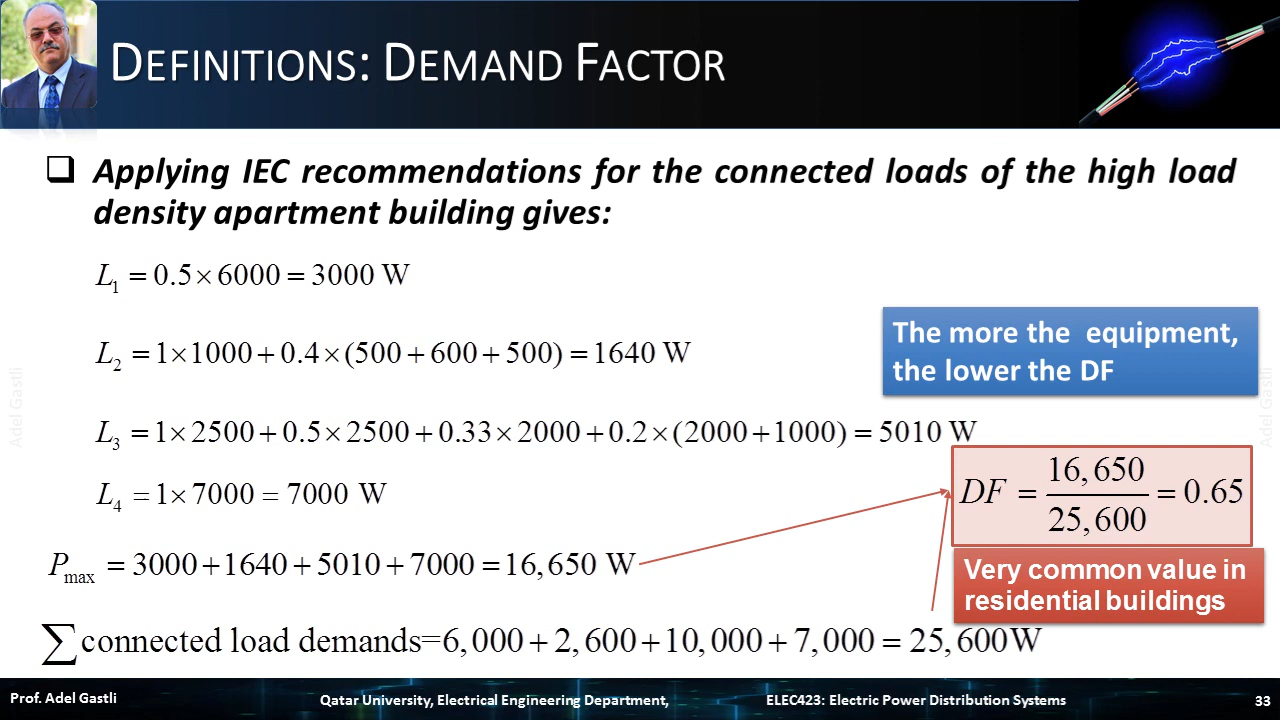 DEFINITIONS: DEMAND FACTOR
❑ Applying IEC recommendations for the connected loads of the high load
density apartment building gives:
L₁ = 0.5×6000 = 3000 W
L₂ = 1×1000+0.4×(500+600+500) = 1640 W
The more the equipment,
the lower the DF
L₃ = 1×2500+0.5×2500+0.33×2000+0.2×(2000+1000) = 5010 W
L₄ = 1×7000 = 7000 W
DF = 16,650/25,600 = 0.65
Pmax = 3000+1640+5010+7000 = 16,650 W
Very common value in
residential buildings
∑connected load demands=6,000+2,600+10,000+7,000 = 25,600W
Adel Gastli
Adel Gastli
Prof. Adel Gastli Qatar University, Electrical Engineering Department, ELEC423: Electric Power Distribution Systems 33